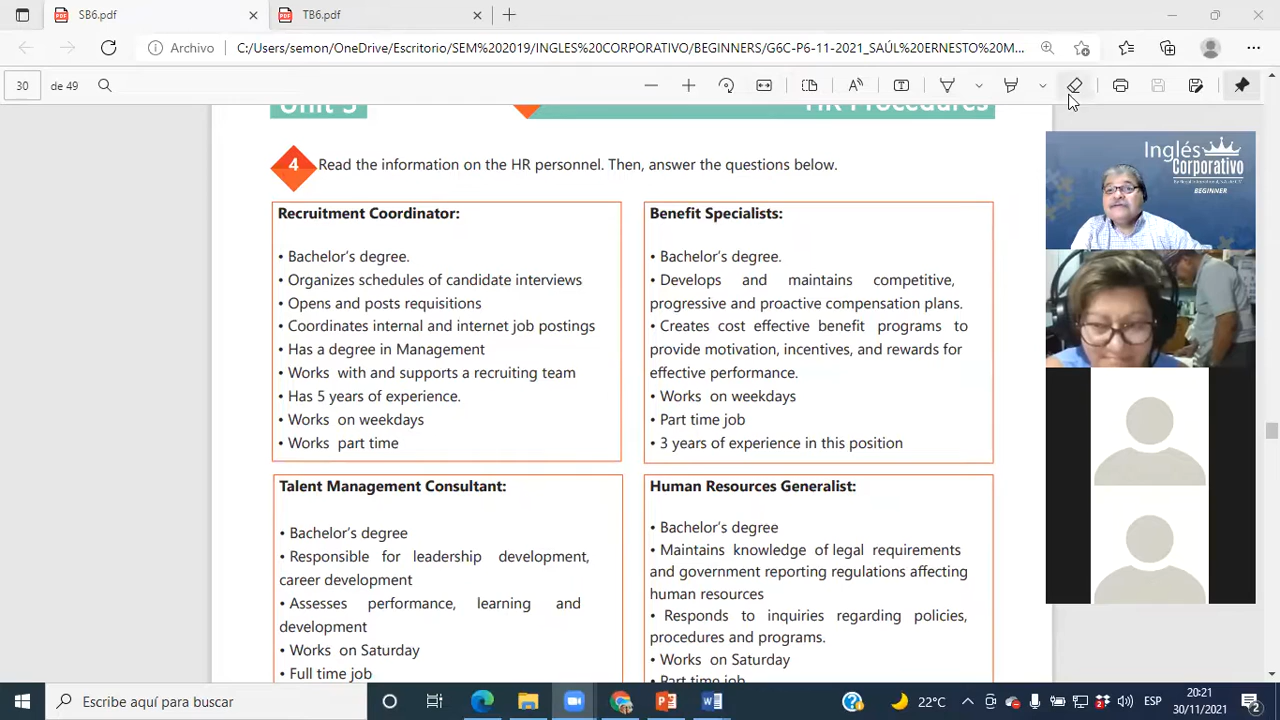 SB6.pdf
TB6.pdf
Archivo C:/Users/semon/OneDrive/Escritorio/SEM%202019/INGLES%20CORPORATIVO/BEGINNERS/G6C-P6-11-2021_SAÚL%20ERNESTO%20M...
30 de 49
Unit 5 HR Procedures
4 Read the information on the HR personnel. Then, answer the questions below.
Recruitment Coordinator:
• Bachelor's degree.
• Organizes schedules of candidate interviews
• Opens and posts requisitions
• Coordinates internal and internet job postings
• Has a degree in Management
• Works with and supports a recruiting team
• Has 5 years of experience.
• Works on weekdays
• Works part time
Benefit Specialists:
• Bachelor's degree.
• Develops and maintains competitive,
progressive and proactive compensation plans.
• Creates cost effective benefit programs to
provide motivation, incentives, and rewards for
effective performance.
• Works on weekdays
• Part time job
• 3 years of experience in this position
Talent Management Consultant:
• Bachelor's degree
• Responsible for leadership development,
career development
• Assesses performance, learning and
development
• Works on Saturday
• Full time job
Human Resources Generalist:
• Bachelor's degree
• Maintains knowledge of legal requirements
and government reporting regulations affecting
human resources
• Responds to inquiries regarding policies,
procedures and programs.
• Works on Saturday
• Part time job
Inglés
Corporativo
BEGINNER
Escribe aquí para buscar
22°C
ESP
20:21
30/11/2021
2